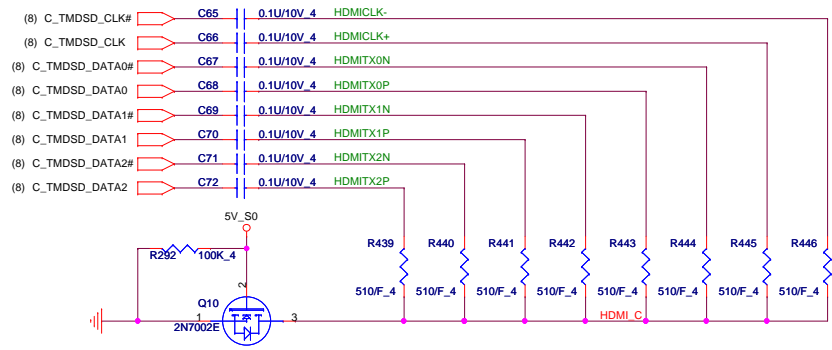 (8) C_TMDSD_CLK# C65 0.1U/10V_4 HDMICLK-
(8) C_TMDSD_CLK C66 0.1U/10V_4 HDMICLK+
(8) C_TMDSD_DATA0# C67 0.1U/10V_4 HDMITX0N
(8) C_TMDSD_DATA0 C68 0.1U/10V_4 HDMITX0P
(8) C_TMDSD_DATA1# C69 0.1U/10V_4 HDMITX1N
(8) C_TMDSD_DATA1 C70 0.1U/10V_4 HDMITX1P
(8) C_TMDSD_DATA2# C71 0.1U/10V_4 HDMITX2N
(8) C_TMDSD_DATA2 C72 0.1U/10V_4 HDMITX2P
5V_S0
R439 R440 R441 R442 R443 R444 R445 R446
R292 100K_4
2
510/F_4 510/F_4 510/F_4 510/F_4 510/F_4 510/F_4 510/F_4 510/F_4
Q10
1 3 HDMI_C
2N7002E